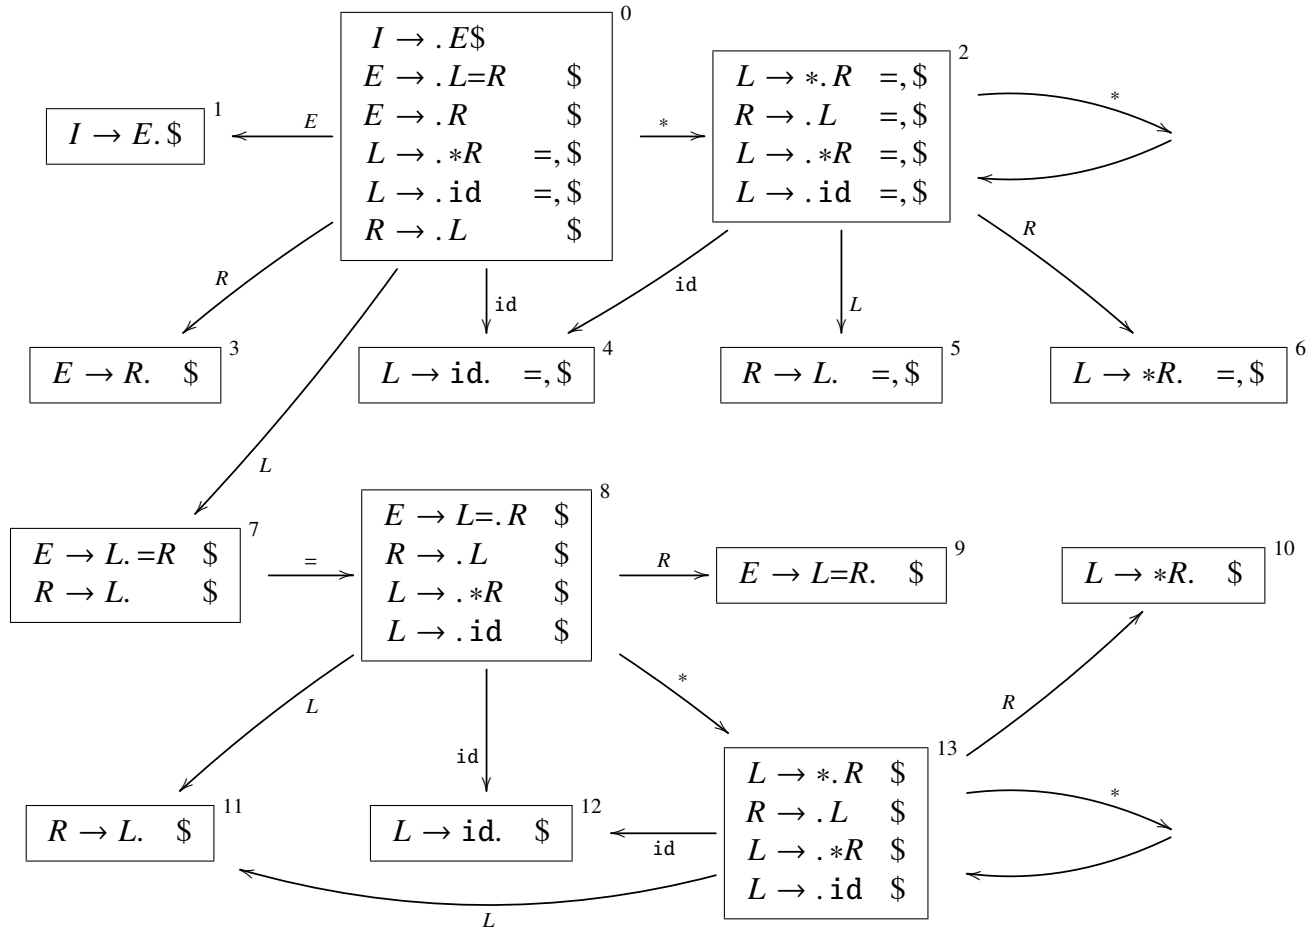 0
I → . E$
E → . L=R $
E → . R $
L → . *R =, $
L → . id =, $
R → . L $
1
I → E. $
E
*
2
L → *. R =, $
R → . L =, $
L → . *R =, $
L → . id =, $
*
R
L
id
id
L
R
3
E → R. $
4
L → id. =, $
5
R → L. =, $
6
L → *R. =, $
7
E → L. =R $
R → L. $
=
8
E → L=. R $
R → . L $
L → . *R $
L → . id $
R
9
E → L=R. $
10
L → *R. $
L
id
*
R
11
R → L. $
12
L → id. $
id
L
13
L → *. R $
R → . L $
L → . *R $
L → . id $
*